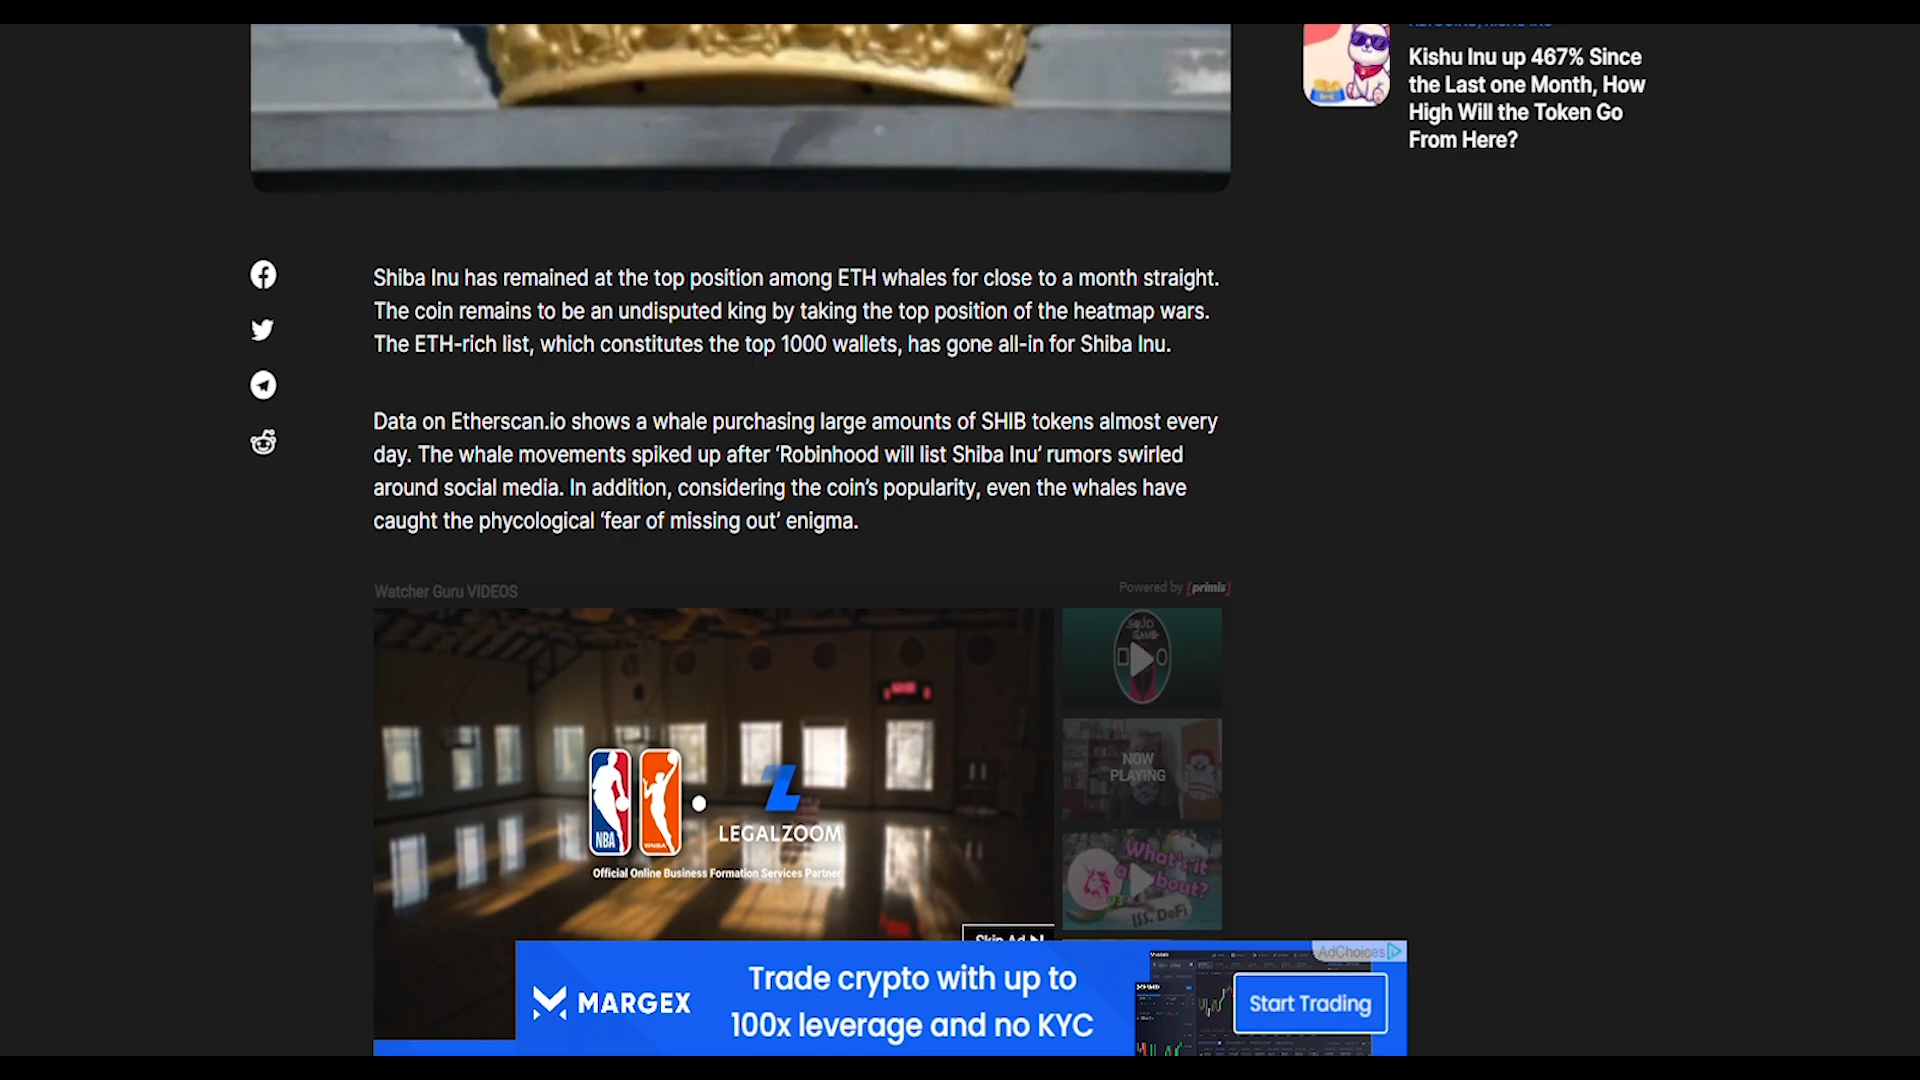 Kishu Inu up 467% Since
the Last one Month, How
High Will the Token Go
From Here?
Shiba Inu has remained at the top position among ETH whales for close to a month straight.
The coin remains to be an undisputed king by taking the top position of the heatmap wars.
The ETH-rich list, which constitutes the top 1000 wallets, has gone all-in for Shiba Inu.
Data on Etherscan.io shows a whale purchasing large amounts of SHIB tokens almost every
day. The whale movements spiked up after ‘Robinhood will list Shiba Inu’ rumors swirled
around social media. In addition, considering the coin’s popularity, even the whales have
caught the phycological ‘fear of missing out’ enigma.
Watcher Guru VIDEOS
Powered by [primis]
SQUID
GAME
NOW
PLAYING
What's it
about?
ISS. DeFi
NBA
WNBA
LEGALZOOM
Official Online Business Formation Services Partner
Skip Ad
AdChoices
MARGEX
Trade crypto with up to
100x leverage and no KYC
Start Trading